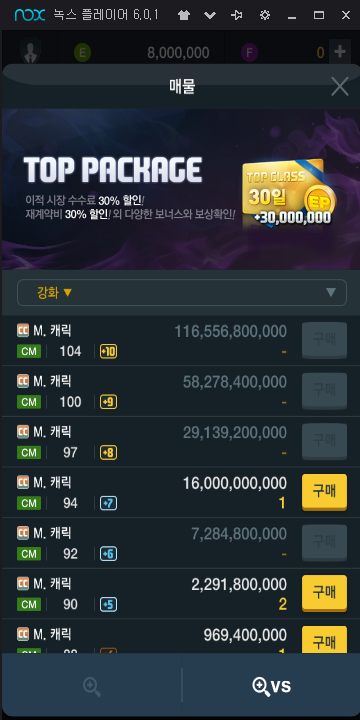 nox 녹스 플레이어 6.0.1
E 8,000,000 F 0 +
매물
TOP PACKAGE
이적 시장 수수료 30% 할인!
재계약비 30% 할인! 외 다양한 보너스와 보상확인!
TOP CLASS
30일
EP
+30,000,000
강화 ▼
CC M. 캐릭 116,556,800,000 구매
CM 104 +10 -
CC M. 캐릭 58,278,400,000 구매
CM 100 +9 -
CC M. 캐릭 29,139,200,000 구매
CM 97 +8 -
CC M. 캐릭 16,000,000,000 구매
CM 94 +7 1
CC M. 캐릭 7,284,800,000 구매
CM 92 +6 -
CC M. 캐릭 2,291,800,000 구매
CM 90 +5 2
CC M. 캐릭 969,400,000 구매
VS